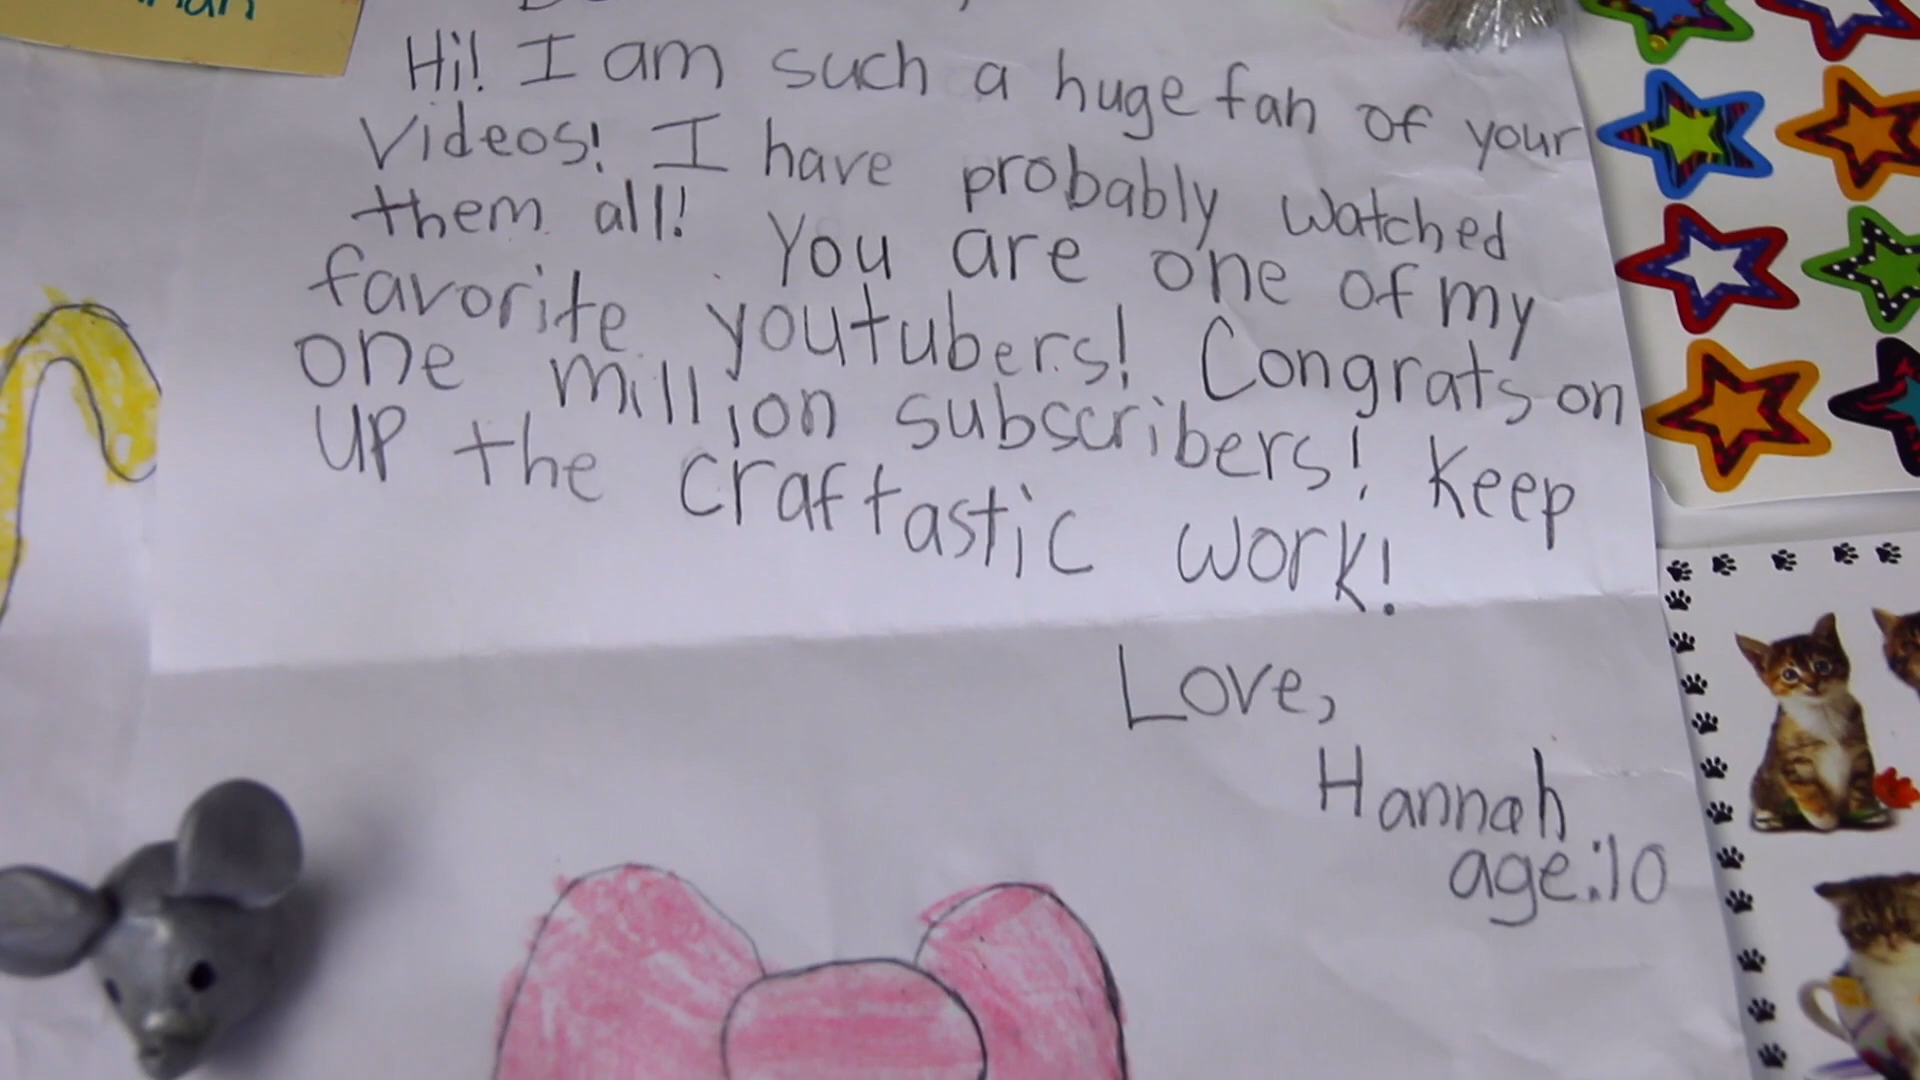 Hi! I am such a huge fan of your
videos! I have probably watched
them all! You are one of my
favorite youtubers! Congrats on
one million subscribers! Keep
up the craftastic work!
Love,
Hannah
age:10